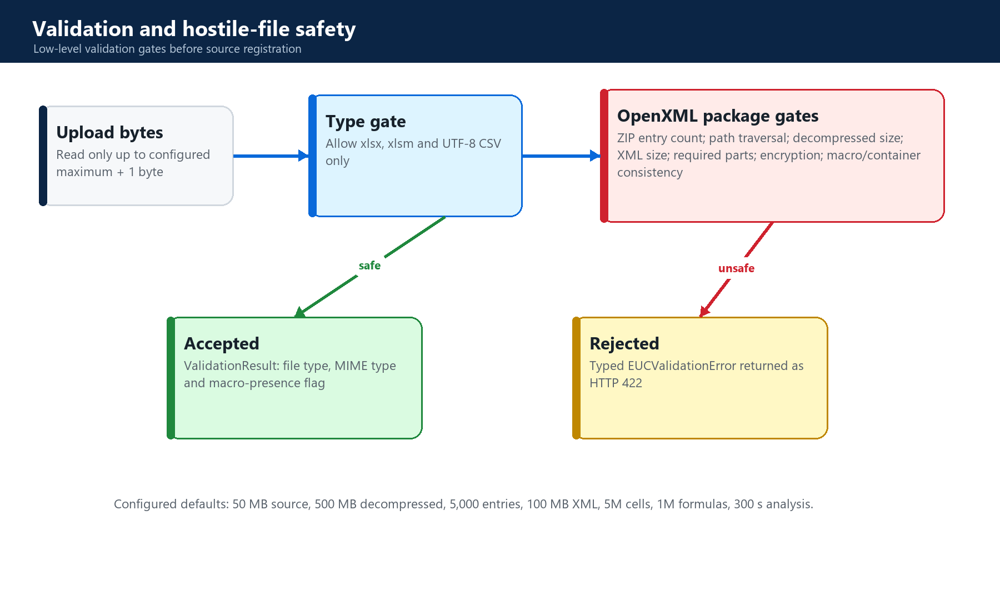 Validation and hostile-file safety
Low-level validation gates before source registration
Upload bytes
Read only up to configured
maximum + 1 byte
Type gate
Allow xlsx, xlsm and UTF-8 CSV
only
OpenXML package gates
ZIP entry count; path traversal; decompressed size;
XML size; required parts; encryption; macro/container
consistency
safe
unsafe
Accepted
ValidationResult: file type, MIME type
and macro-presence flag
Rejected
Typed EUCValidationError returned as
HTTP 422
Configured defaults: 50 MB source, 500 MB decompressed, 5,000 entries, 100 MB XML, 5M cells, 1M formulas, 300 s analysis.